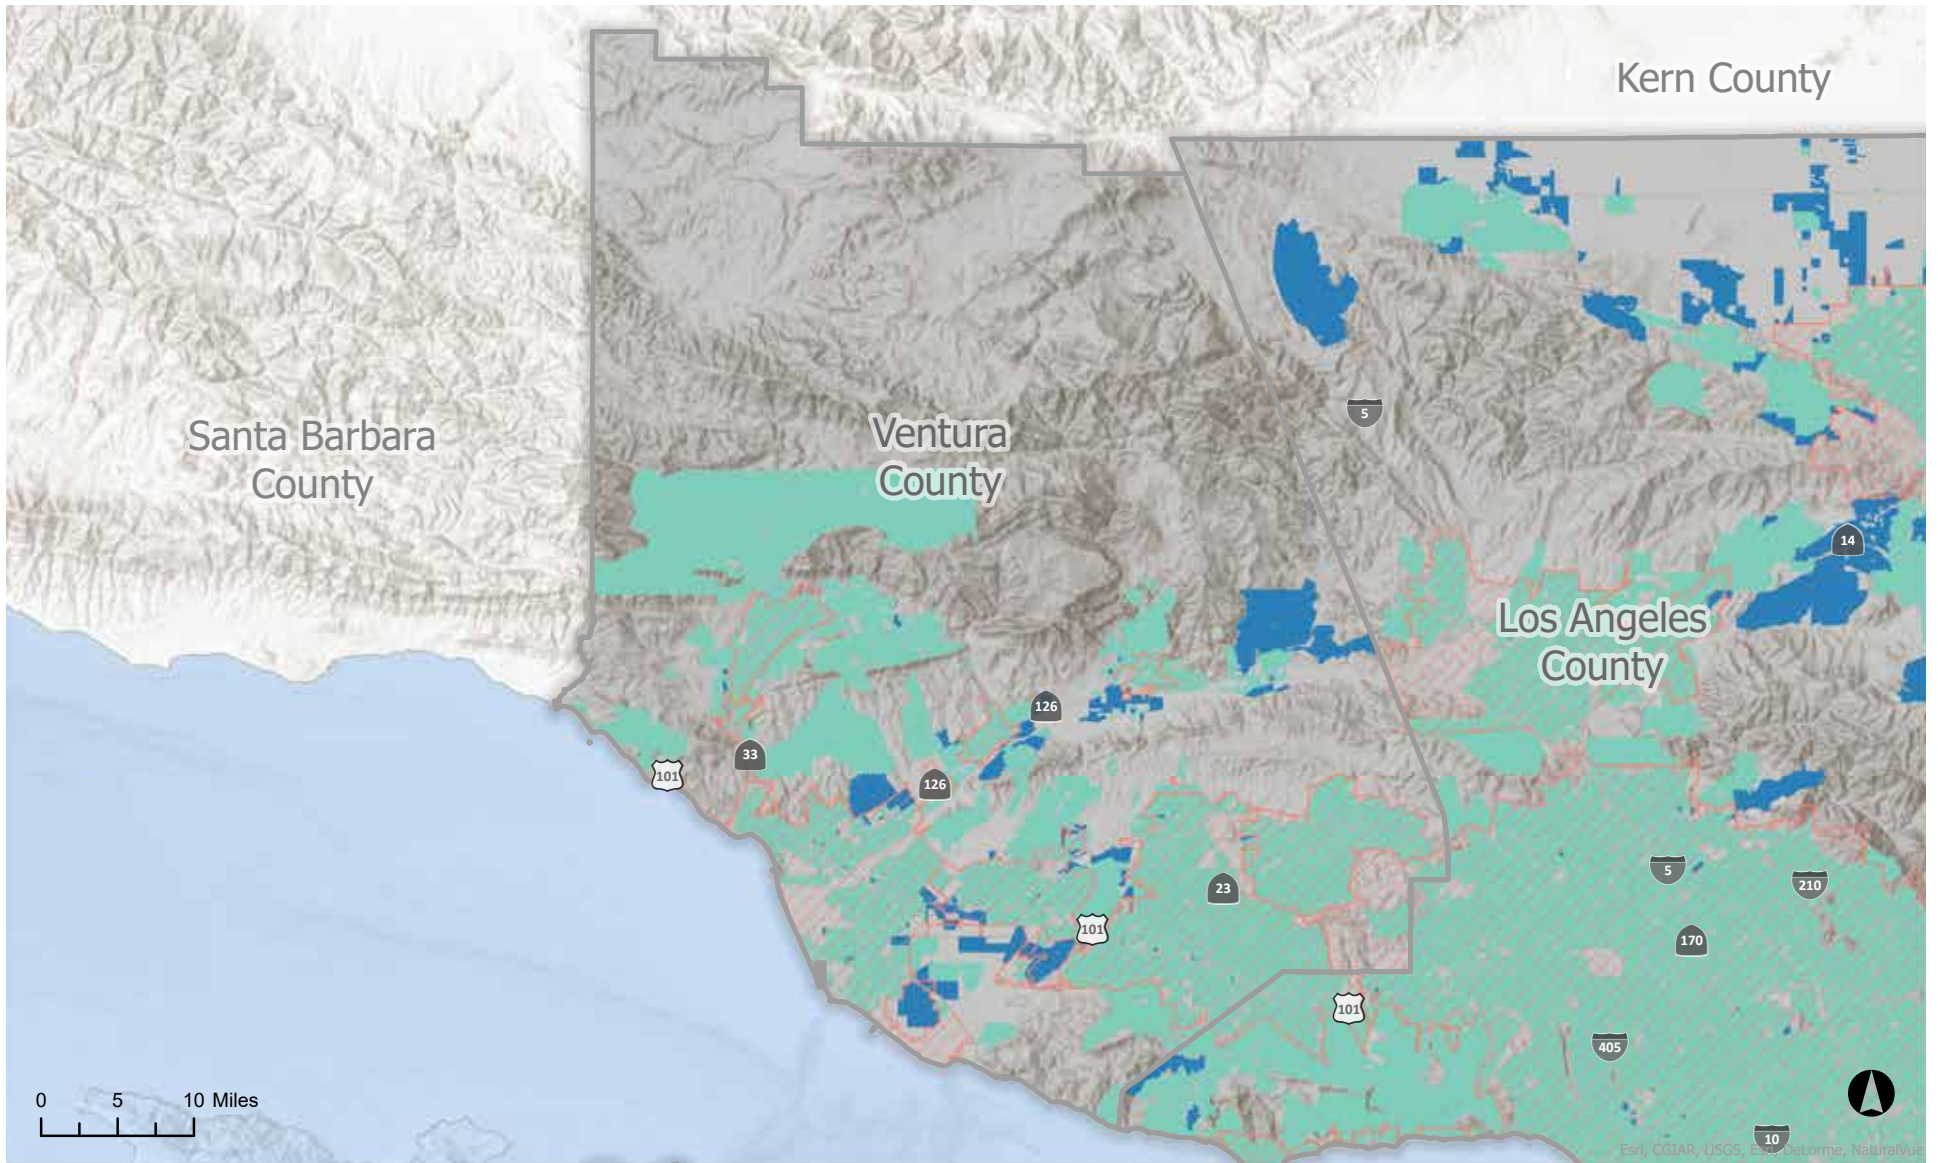 Kern County
5
Santa Barbara
County
Ventura
County
14
Los Angeles
County
126
33
101
126
5
210
23
101
170
101
405
0 5 10 Miles
10
Esri, CGIAR, USGS, Esri, DeLorme, NaturalVue